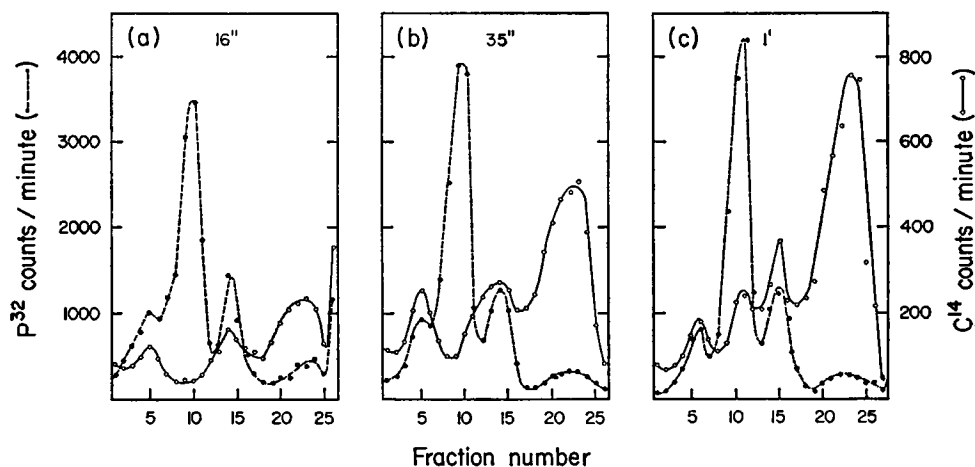 (a) 16"
(b) 35"
(c) 1'
P³² counts / minute (-----)
4000
3000
2000
1000
800
600
400
200
C¹⁴ counts / minute (o—o)
5 10 15 20 25
5 10 15 20 25
5 10 15 20 25
Fraction number